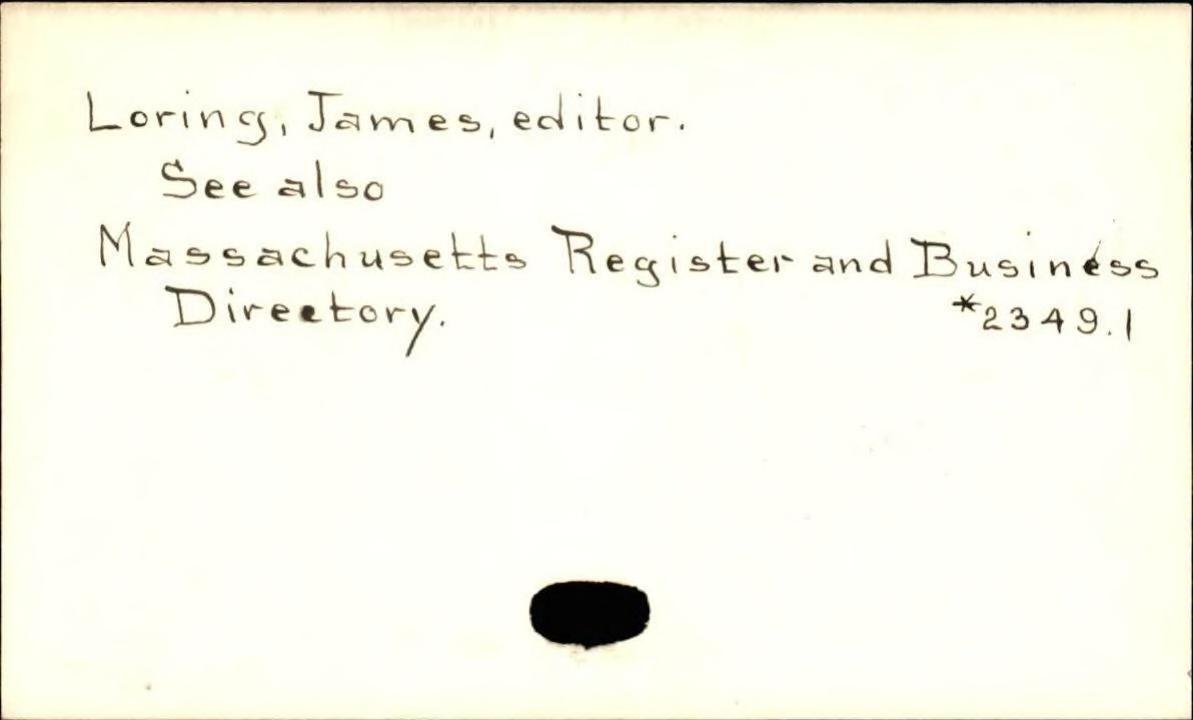 Loring, James, editor.
See also
Massachusetts Register and Business
Directory. *2349.1